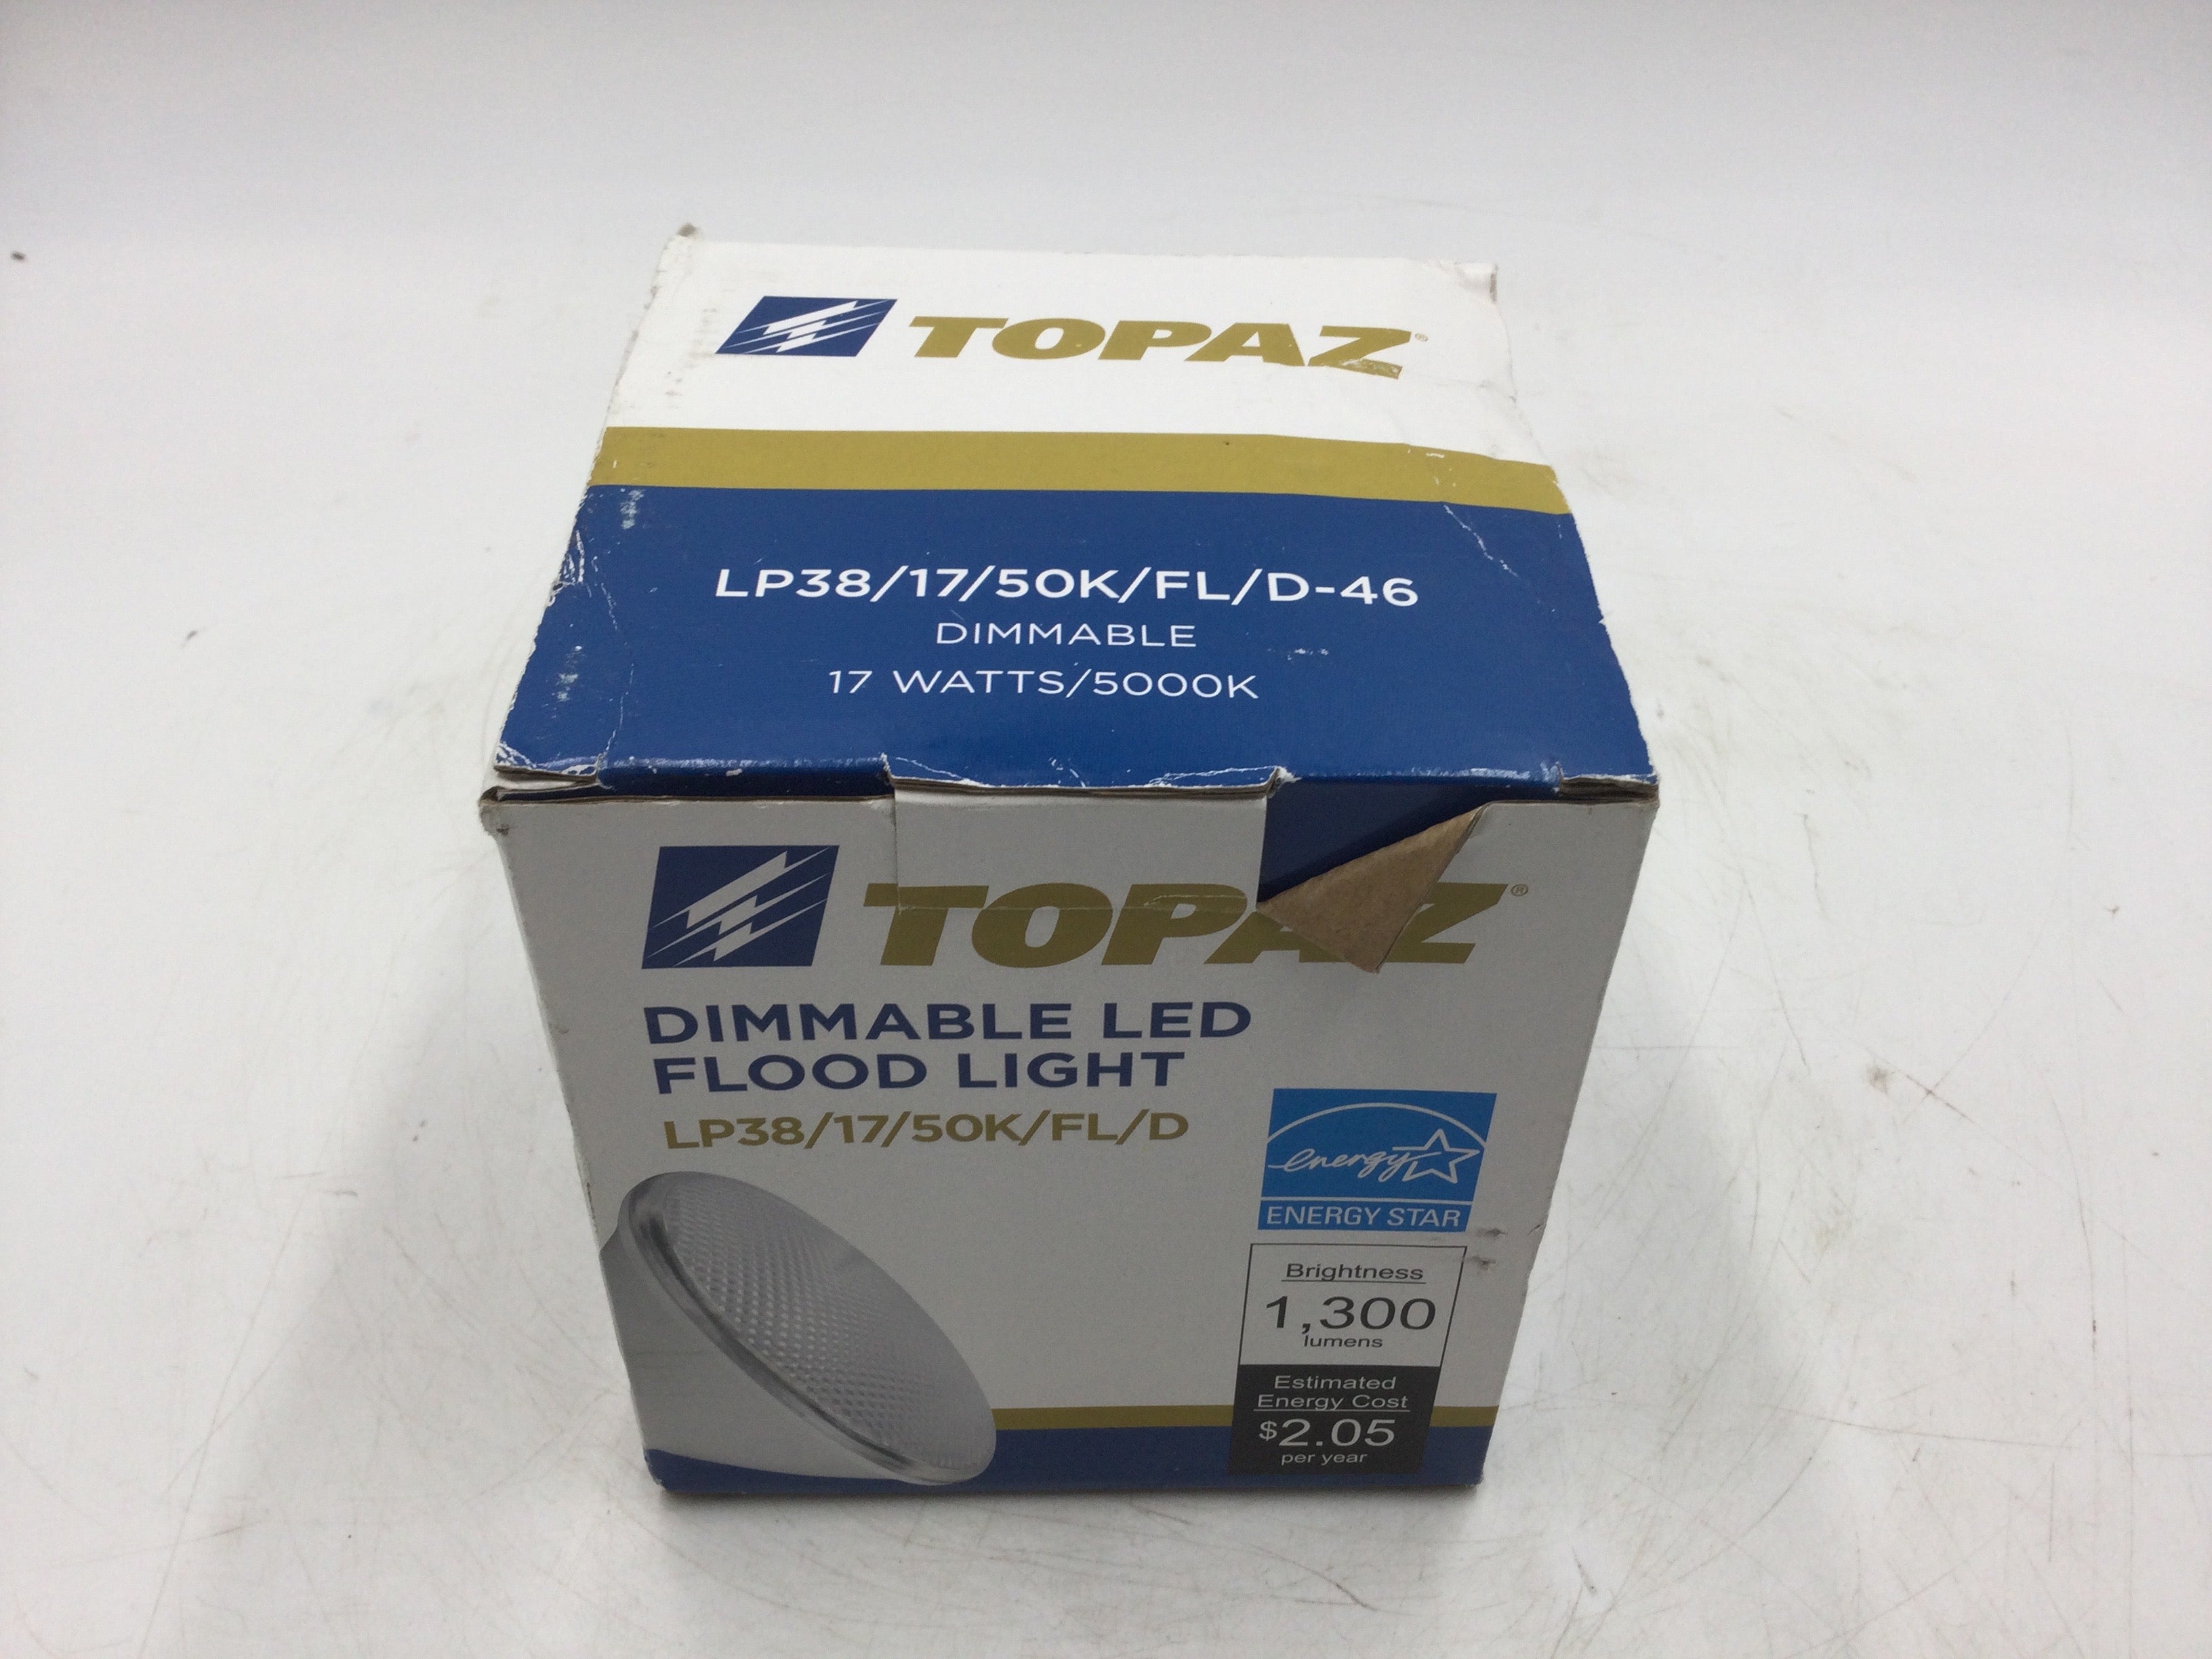 TOPAZ®
LP38/17/50K/FL/D-46
DIMMABLE
17 WATTS/5000K
TOPAZ®
DIMMABLE LED
FLOOD LIGHT
LP38/17/50K/FL/D
energy
ENERGY STAR
Brightness
1,300
lumens
Estimated
Energy Cost
$2.05
per year